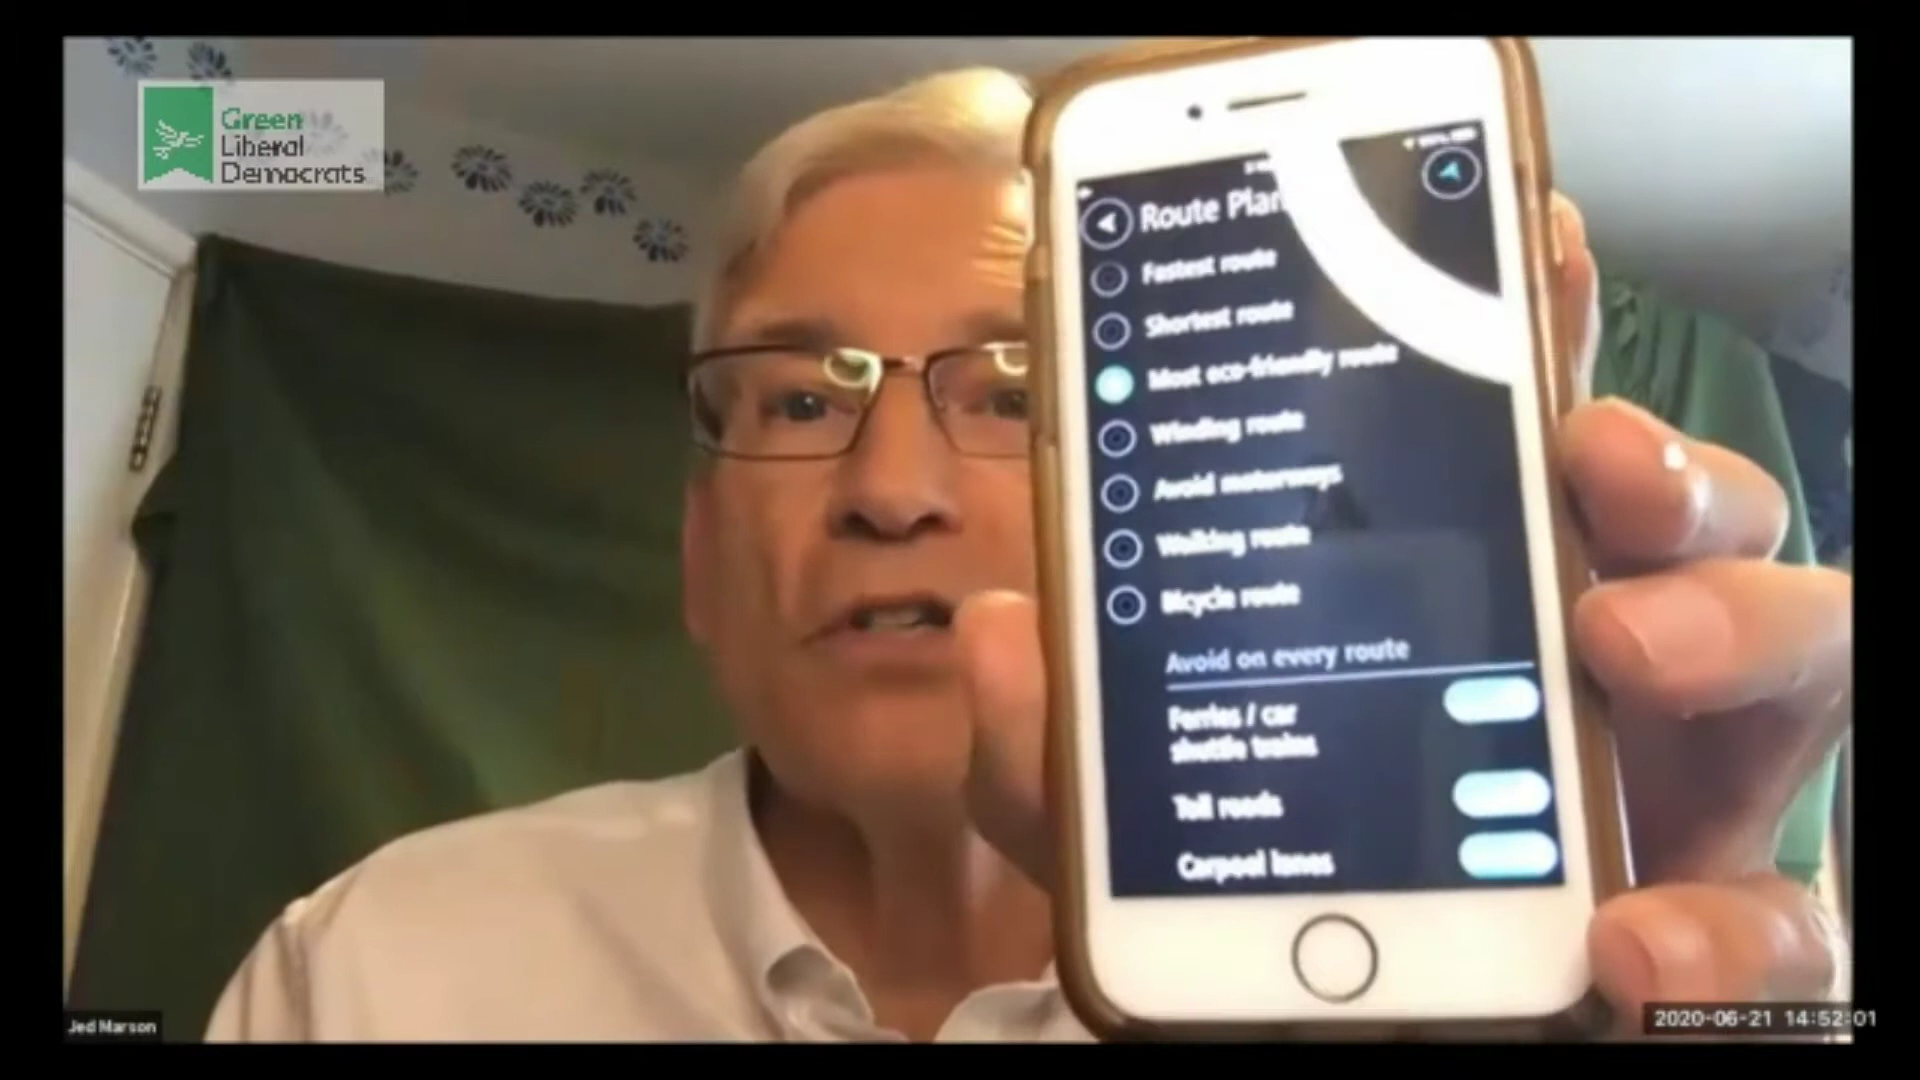 Green
Liberal
Democrats
Route Plan
Fastest route
Shortest route
Most eco-friendly route
Winding route
Avoid motorways
Walking route
Bicycle route
Avoid on every route
Ferries / car
shuttle trains
Toll roads
Carpool lanes
Jed Marson
2020-06-21 14:52:01